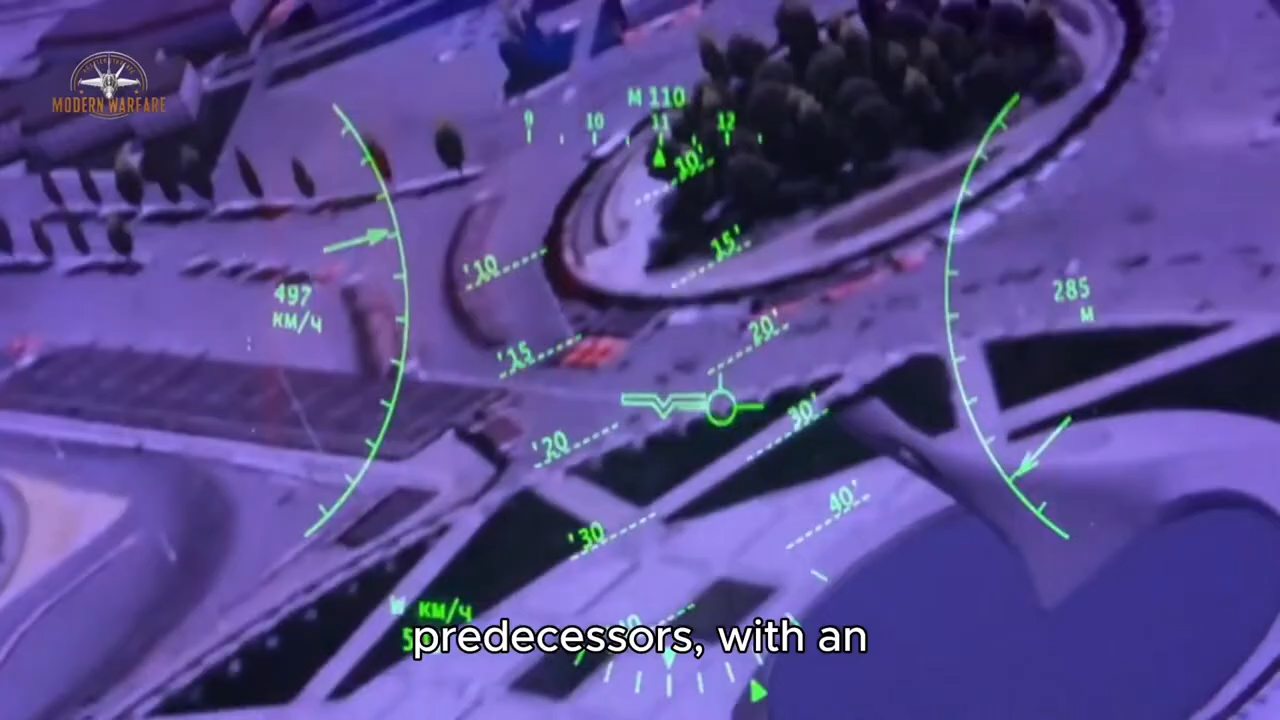 MODERN WARFARE
M 110
9 10 11 12
10'
15'
'10
497
КМ/Ч
285
М
20'
'15
30'
'20
40'
'30
W КМ/Ч
predecessors, with an